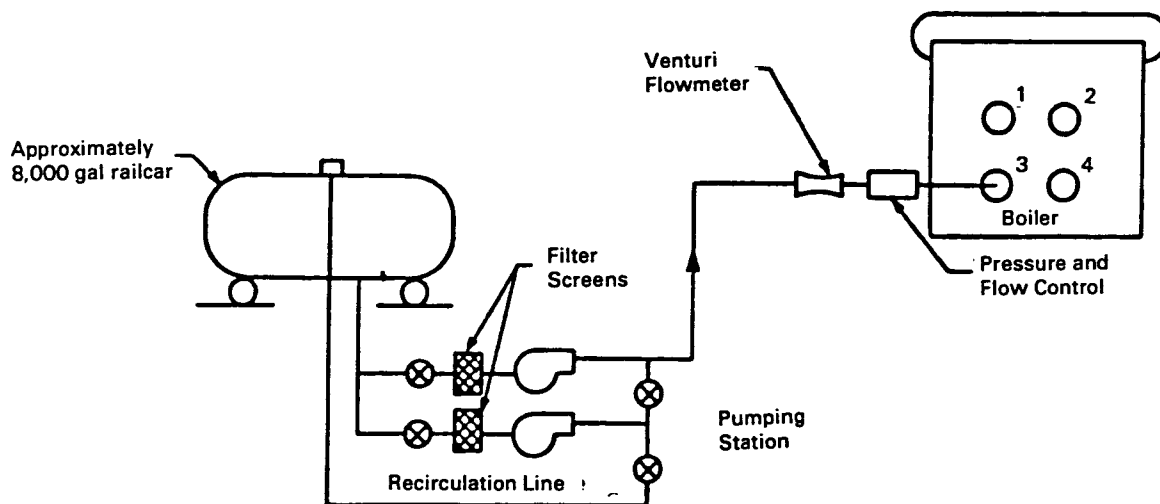 Venturi
Flowmeter
1
2
Approximately
8,000 gal railcar
3
4
Boiler
Filter
Screens
Pressure and
Flow Control
Pumping
Station
Recirculation Line